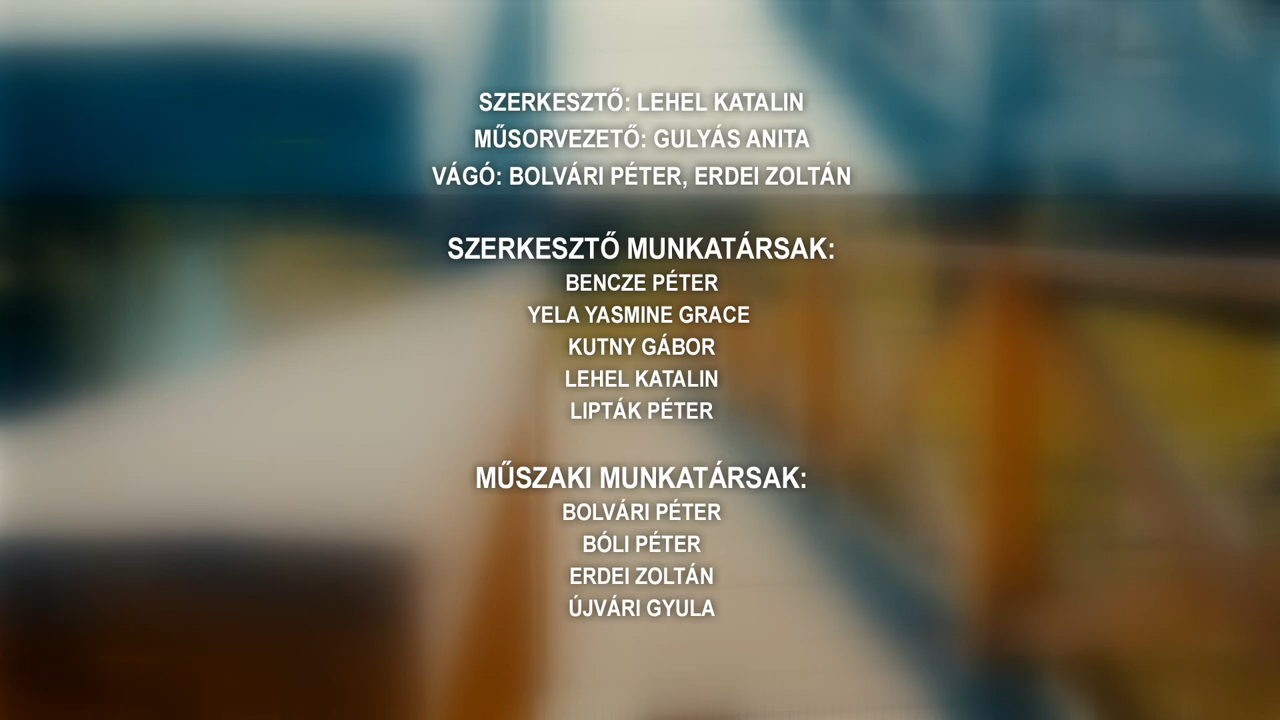 SZERKESZTŐ: LEHEL KATALIN
MŰSORVEZETŐ: GULYÁS ANITA
VÁGÓ: BOLVÁRI PÉTER, ERDEI ZOLTÁN
SZERKESZTŐ MUNKATÁRSAK:
BENCZE PÉTER
YELA YASMINE GRACE
KUTNY GÁBOR
LEHEL KATALIN
LIPTÁK PÉTER
MŰSZAKI MUNKATÁRSAK:
BOLVÁRI PÉTER
BÓLI PÉTER
ERDEI ZOLTÁN
ÚJVÁRI GYULA